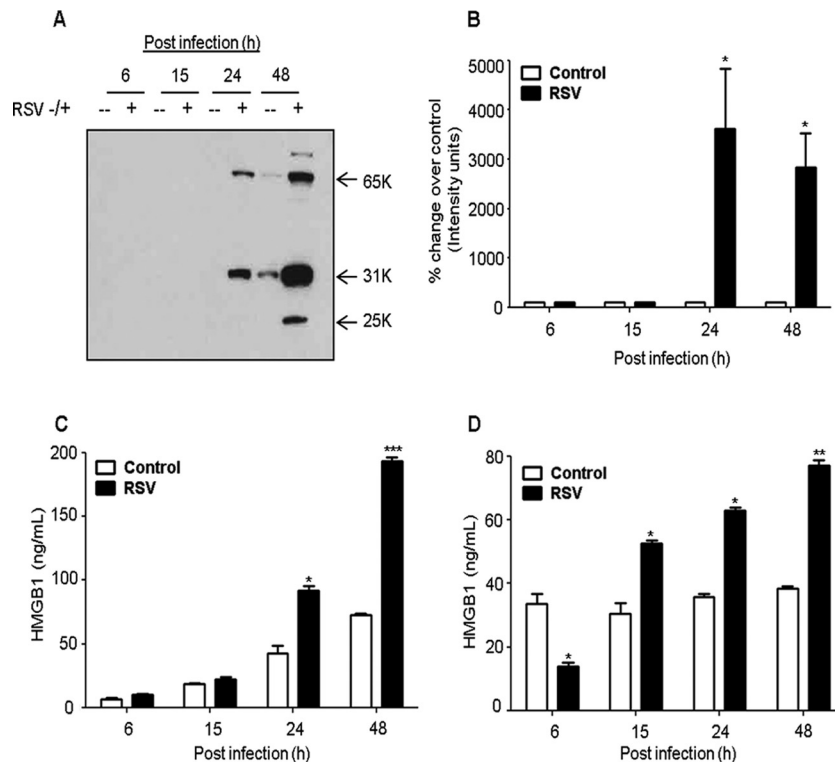 A
Post infection (h)
6 15 24 48
RSV -/+ -- + -- + -- + -- +
65K
31K
25K
B
Control
RSV
*
*
% change over control
(Intensity units)
5000
4000
3000
2000
1000
0
6 15 24 48
Post infection (h)
C
Control
RSV
*
***
HMGB1 (ng/mL)
200
150
100
50
0
6 15 24 48
Post infection (h)
D
Control
RSV
*
*
*
**
HMGB1 (ng/mL)
80
60
40
20
0
6 15 24 48
Post infection (h)